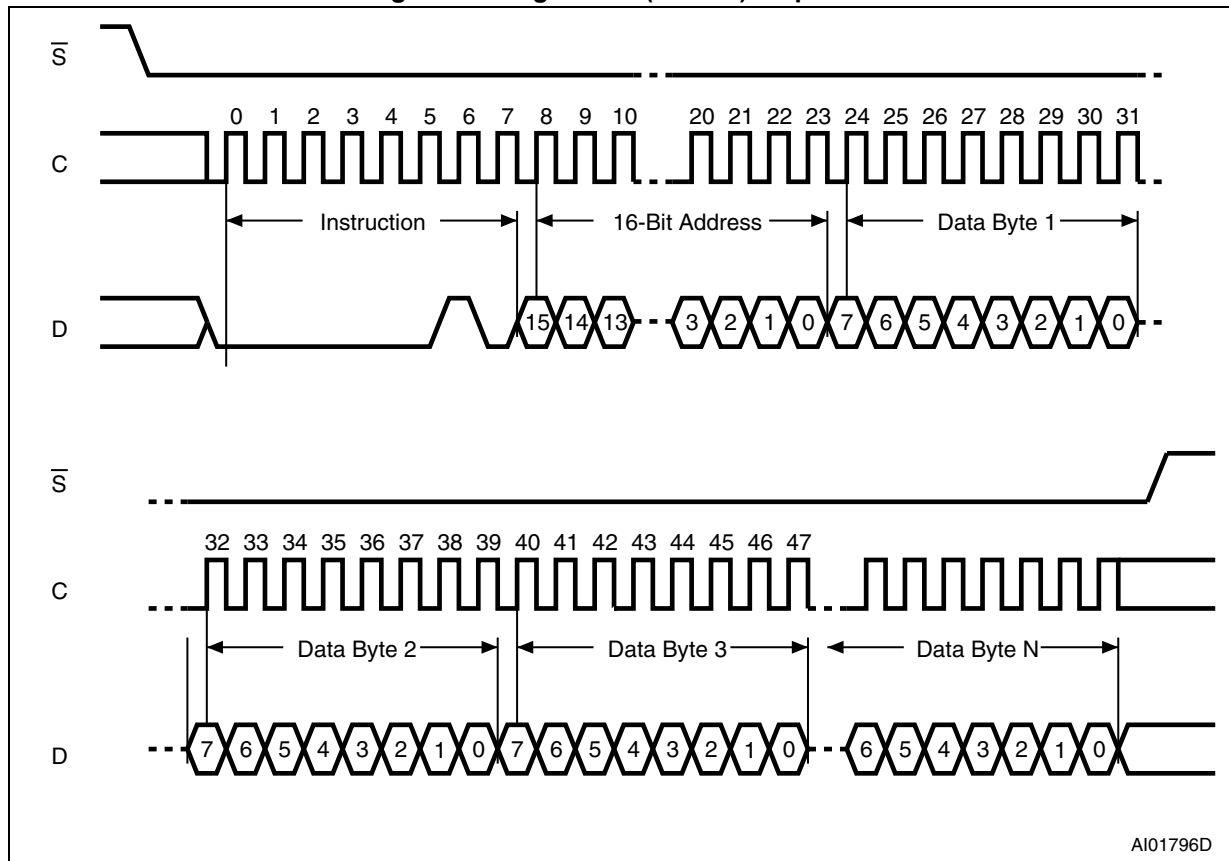 S
0 1 2 3 4 5 6 7 8 9 10 20 21 22 23 24 25 26 27 28 29 30 31
C
Instruction 16-Bit Address Data Byte 1
D 15 14 13 3 2 1 0 7 6 5 4 3 2 1 0
S
32 33 34 35 36 37 38 39 40 41 42 43 44 45 46 47
C
Data Byte 2 Data Byte 3 Data Byte N
D 7 6 5 4 3 2 1 0 7 6 5 4 3 2 1 0 6 5 4 3 2 1 0
AI01796D